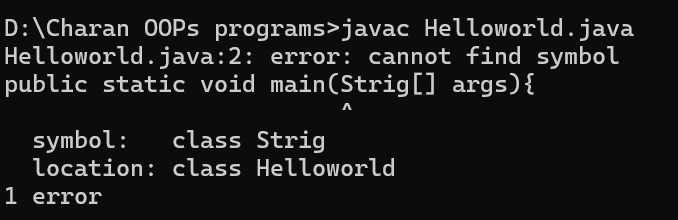 D:\Charan OOPs programs>javac Helloworld.java
Helloworld.java:2: error: cannot find symbol
public static void main(Strig[] args){
                        ^
  symbol:   class Strig
  location: class Helloworld
1 error